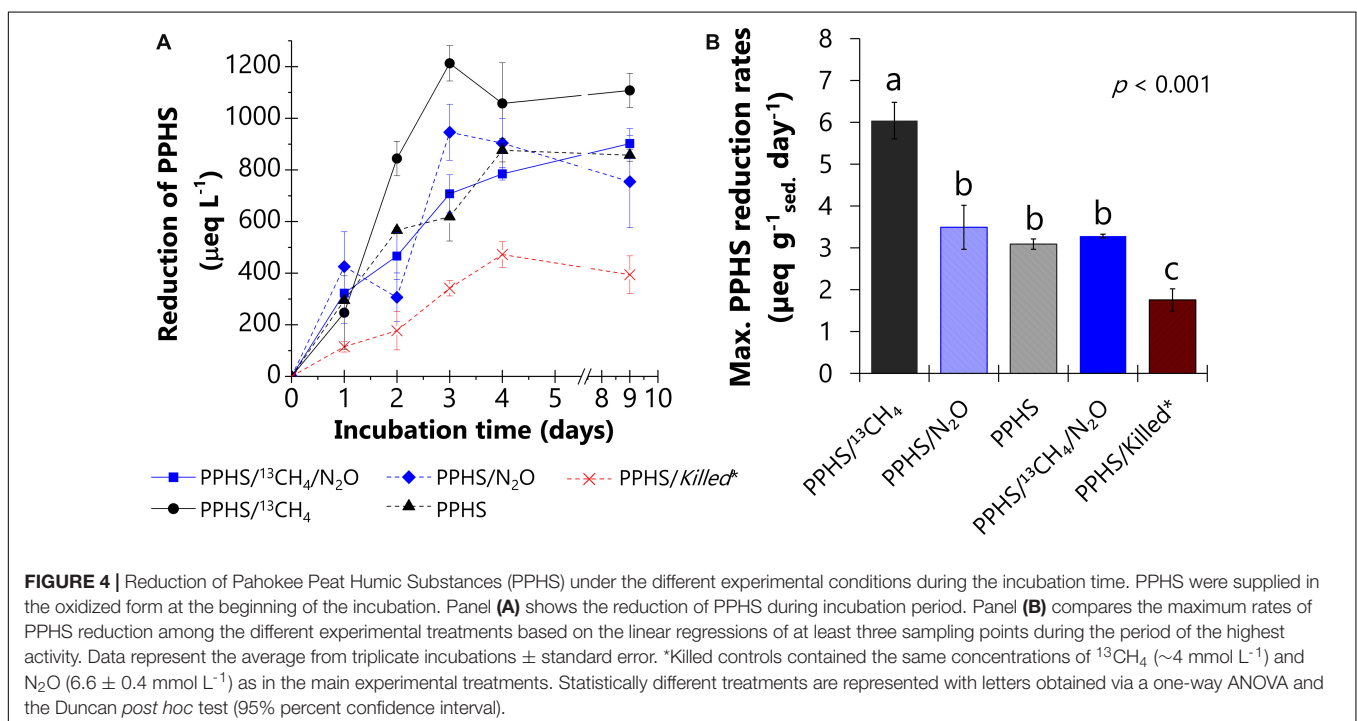 A
Reduction of PPHS
(µeq L⁻¹)
1200
1000
800
600
400
200
0
0 1 2 3 4 5 8 9 10
Incubation time (days)
PPHS/¹³CH₄/N₂O PPHS/N₂O PPHS/Killed*
PPHS/¹³CH₄ PPHS
B
Max. PPHS reduction rates
(µeq g⁻¹sed. day⁻¹)
8
7
6
5
4
3
2
1
0
p < 0.001
a
b
b
b
c
PPHS/¹³CH₄
PPHS/N₂O
PPHS
PPHS/¹³CH₄/N₂O
PPHS/Killed*
FIGURE 4 | Reduction of Pahokee Peat Humic Substances (PPHS) under the different experimental conditions during the incubation time. PPHS were supplied in
the oxidized form at the beginning of the incubation. Panel (A) shows the reduction of PPHS during incubation period. Panel (B) compares the maximum rates of
PPHS reduction among the different experimental treatments based on the linear regressions of at least three sampling points during the period of the highest
activity. Data represent the average from triplicate incubations ± standard error. *Killed controls contained the same concentrations of ¹³CH₄ (∼4 mmol L⁻¹) and
N₂O (6.6 ± 0.4 mmol L⁻¹) as in the main experimental treatments. Statistically different treatments are represented with letters obtained via a one-way ANOVA and
the Duncan post hoc test (95% percent confidence interval).